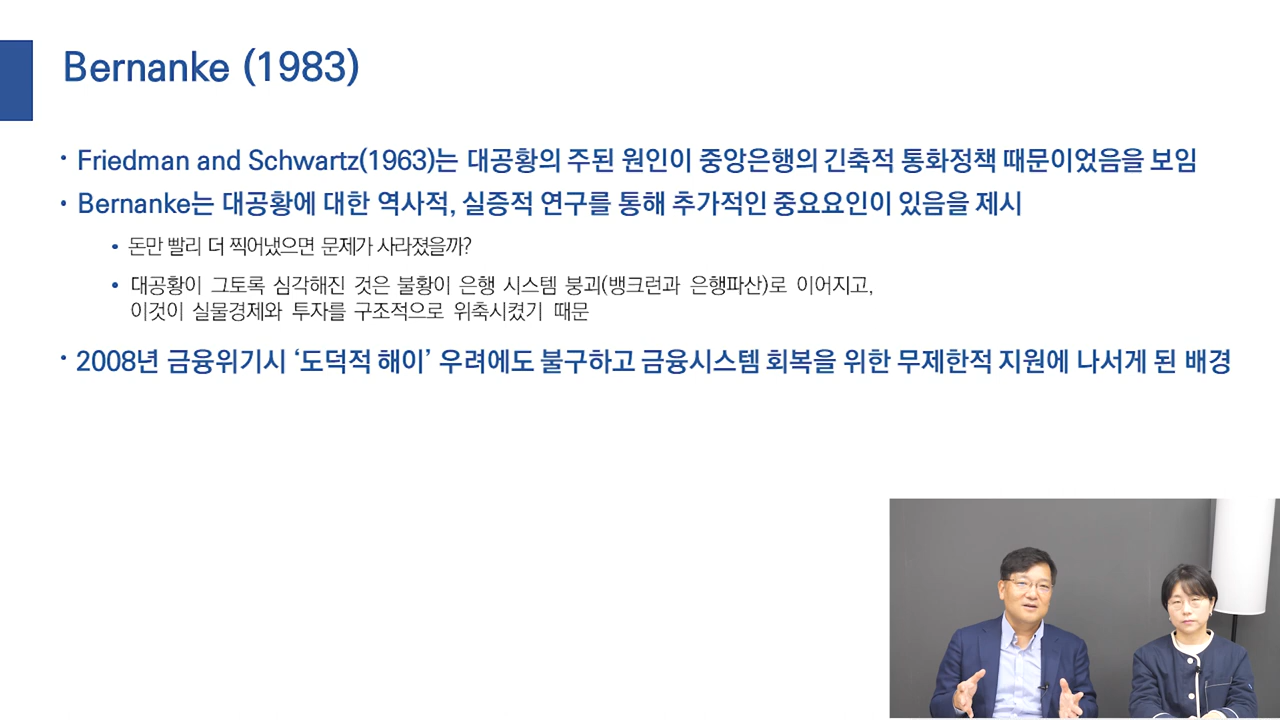 Bernanke (1983)
• Friedman and Schwartz(1963)는 대공황의 주된 원인이 중앙은행의 긴축적 통화정책 때문이었음을 보임
• Bernanke는 대공황에 대한 역사적, 실증적 연구를 통해 추가적인 중요요인이 있음을 제시
• 돈만 빨리 더 찍어냈으면 문제가 사라졌을까?
• 대공황이 그토록 심각해진 것은 불황이 은행 시스템 붕괴(뱅크런과 은행파산)로 이어지고,
이것이 실물경제와 투자를 구조적으로 위축시켰기 때문
• 2008년 금융위기시 ‘도덕적 해이’ 우려에도 불구하고 금융시스템 회복을 위한 무제한적 지원에 나서게 된 배경